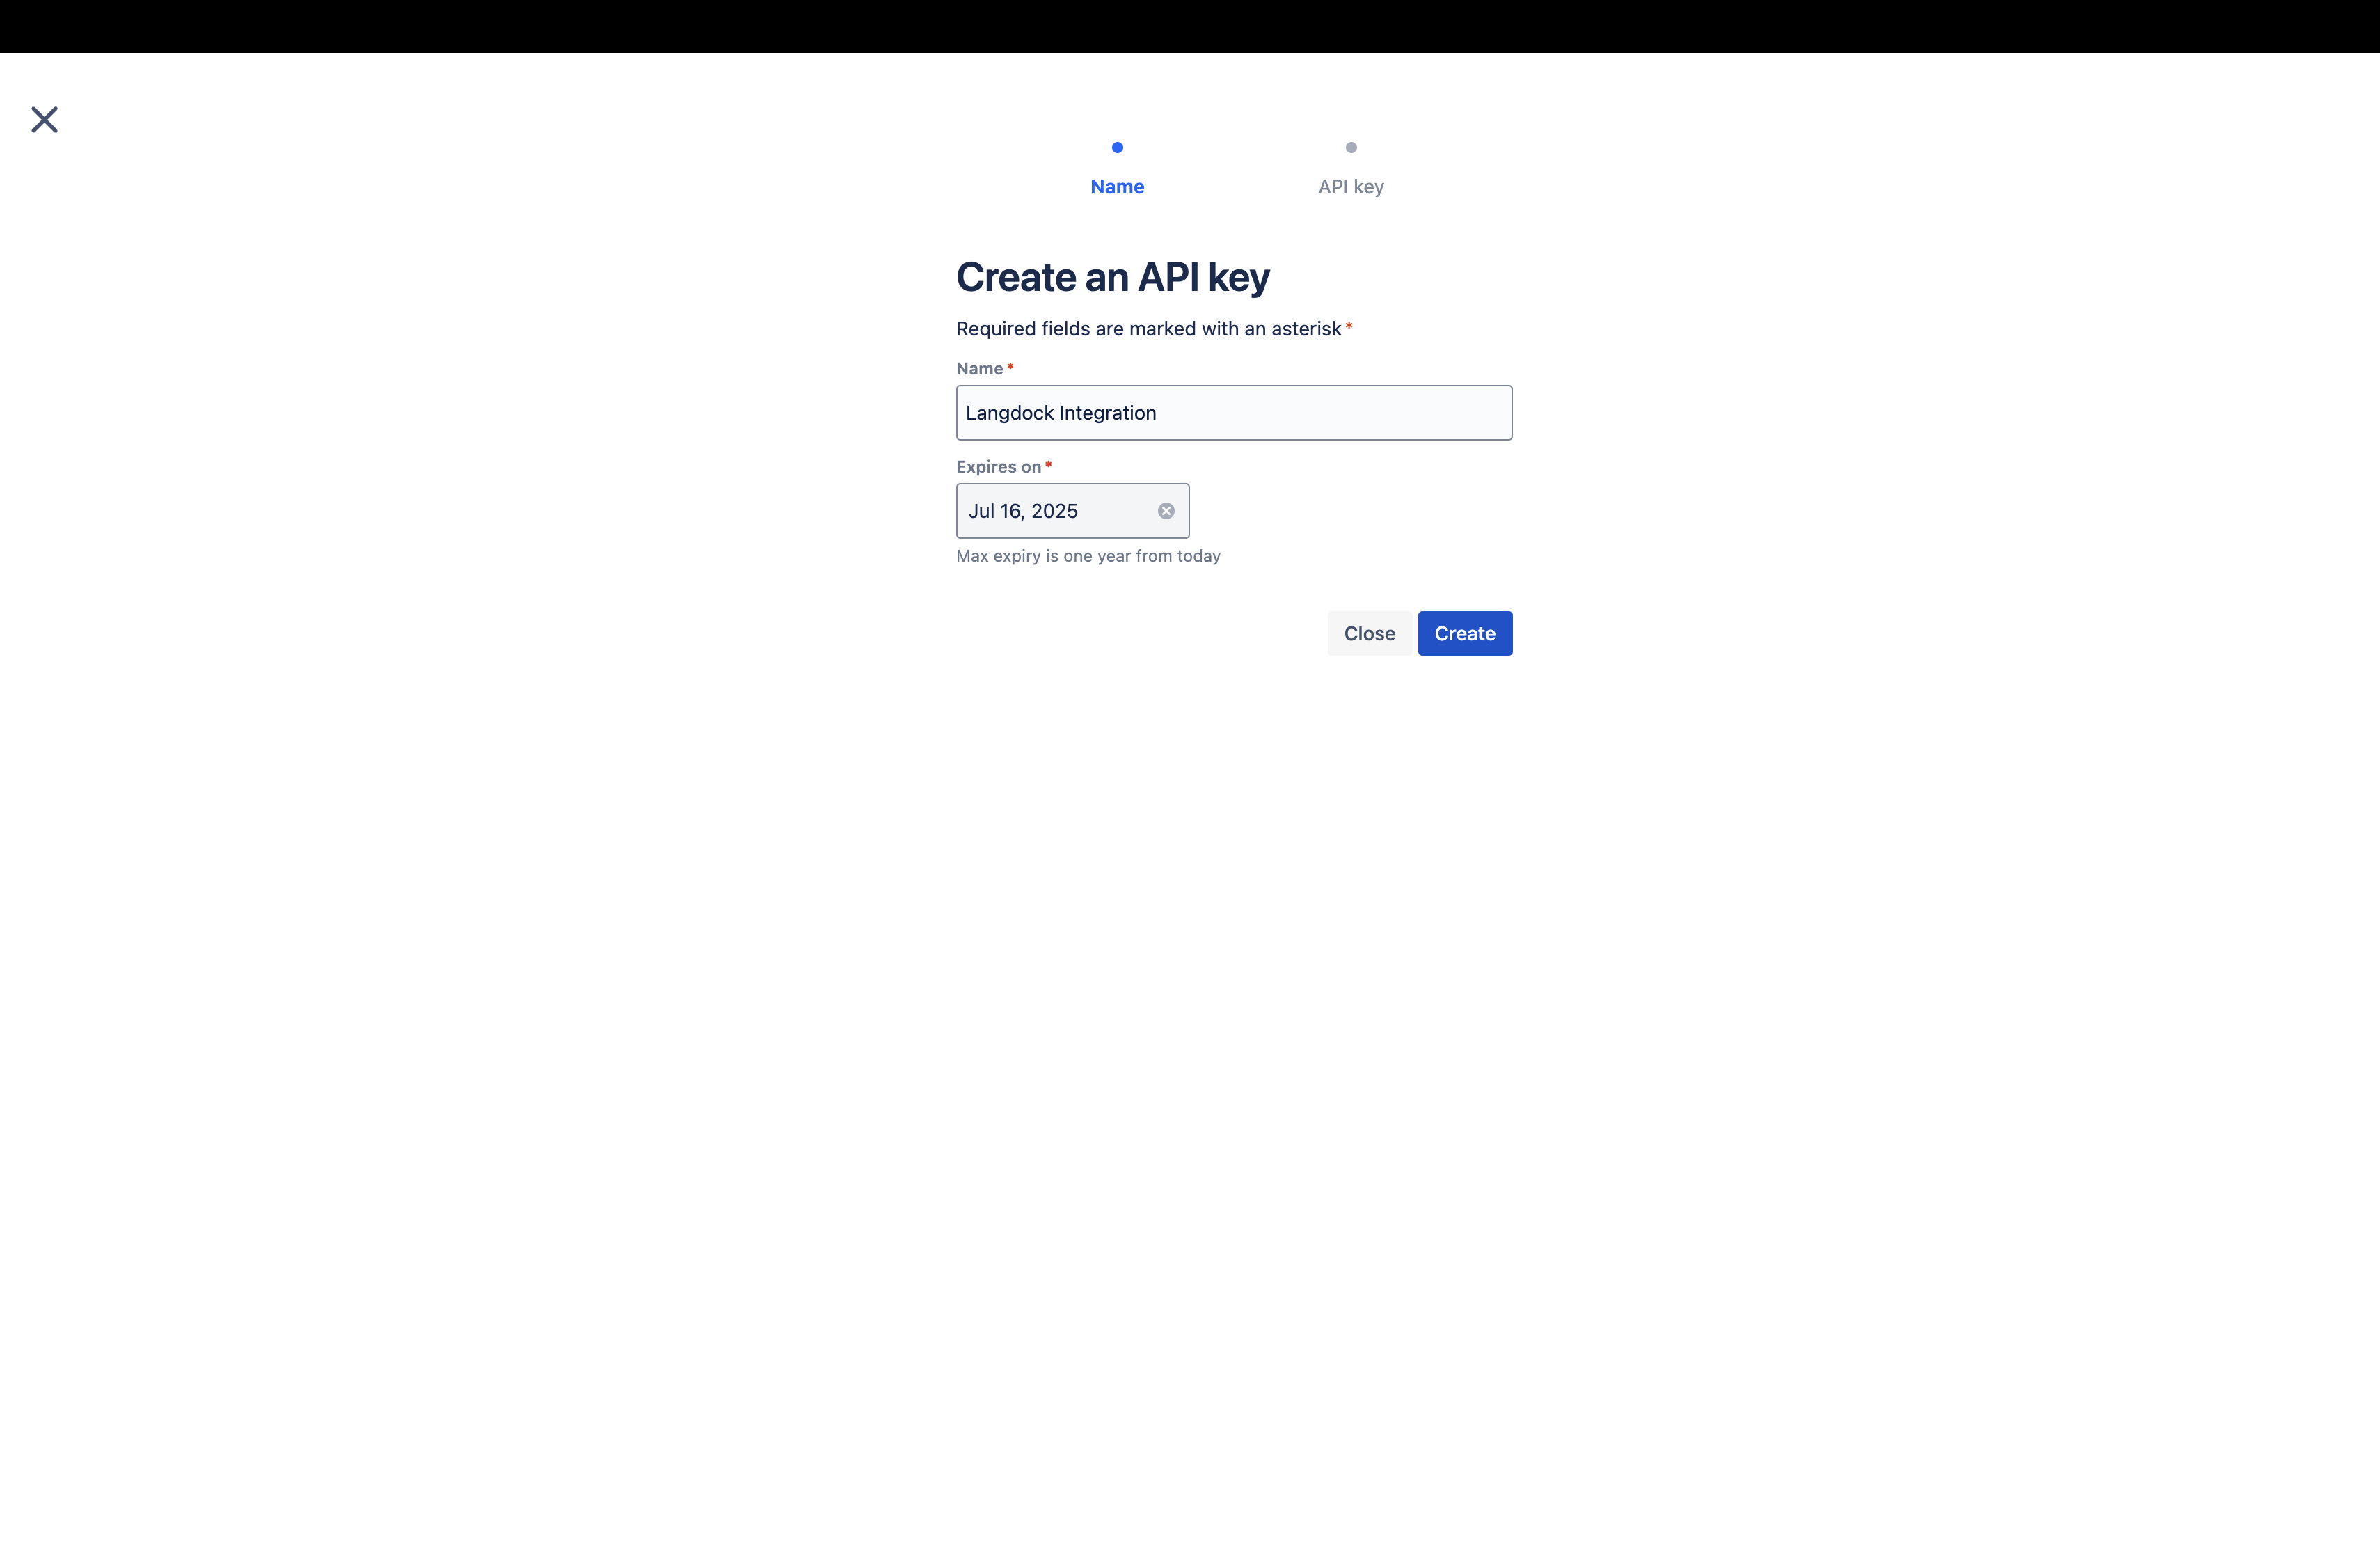 Name
API key
Create an API key
Required fields are marked with an asterisk *
Name *
Langdock Integration
Expires on *
Jul 16, 2025
Max expiry is one year from today
Close
Create